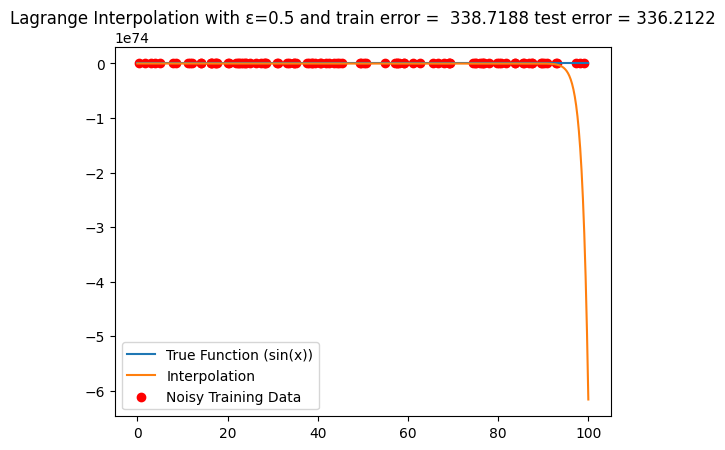 Lagrange Interpolation with ε=0.5 and train error =  338.7188 test error = 336.2122
1e74
0
−1
−2
−3
−4
−5
−6
True Function (sin(x))
Interpolation
Noisy Training Data
0 20 40 60 80 100